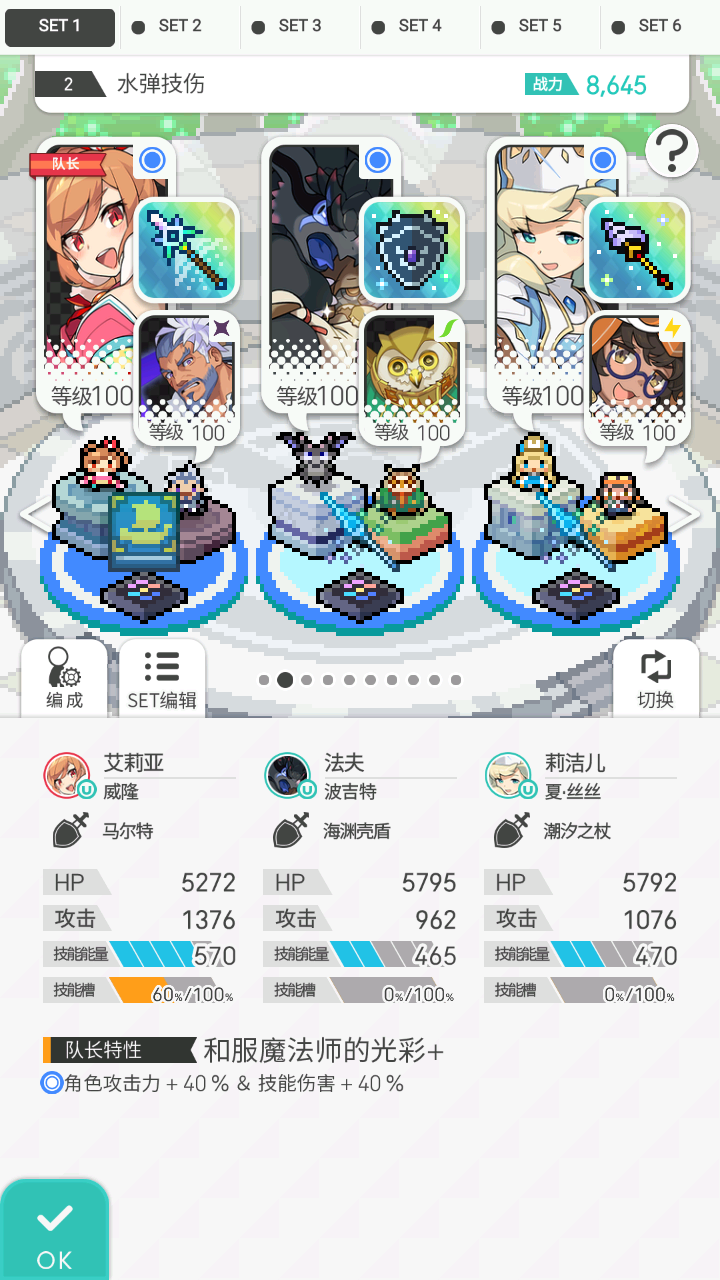 SET 1
SET 2
SET 3
SET 4
SET 5
SET 6
2 水弹技伤
战力 8,645
队长
?
等级100
等级100
等级100
等级 100
等级 100
等级 100
编成
SET编辑
切换
艾莉亚
威隆
马尔特
HP 5272
攻击 1376
技能能量 570
技能槽 60%/100%
法夫
波吉特
海渊壳盾
HP 5795
攻击 962
技能能量 465
技能槽 0%/100%
莉洁儿
夏·丝丝
潮汐之杖
HP 5792
攻击 1076
技能能量 470
技能槽 0%/100%
队长特性 和服魔法师的光彩+
角色攻击力+40%&技能伤害+40%
OK